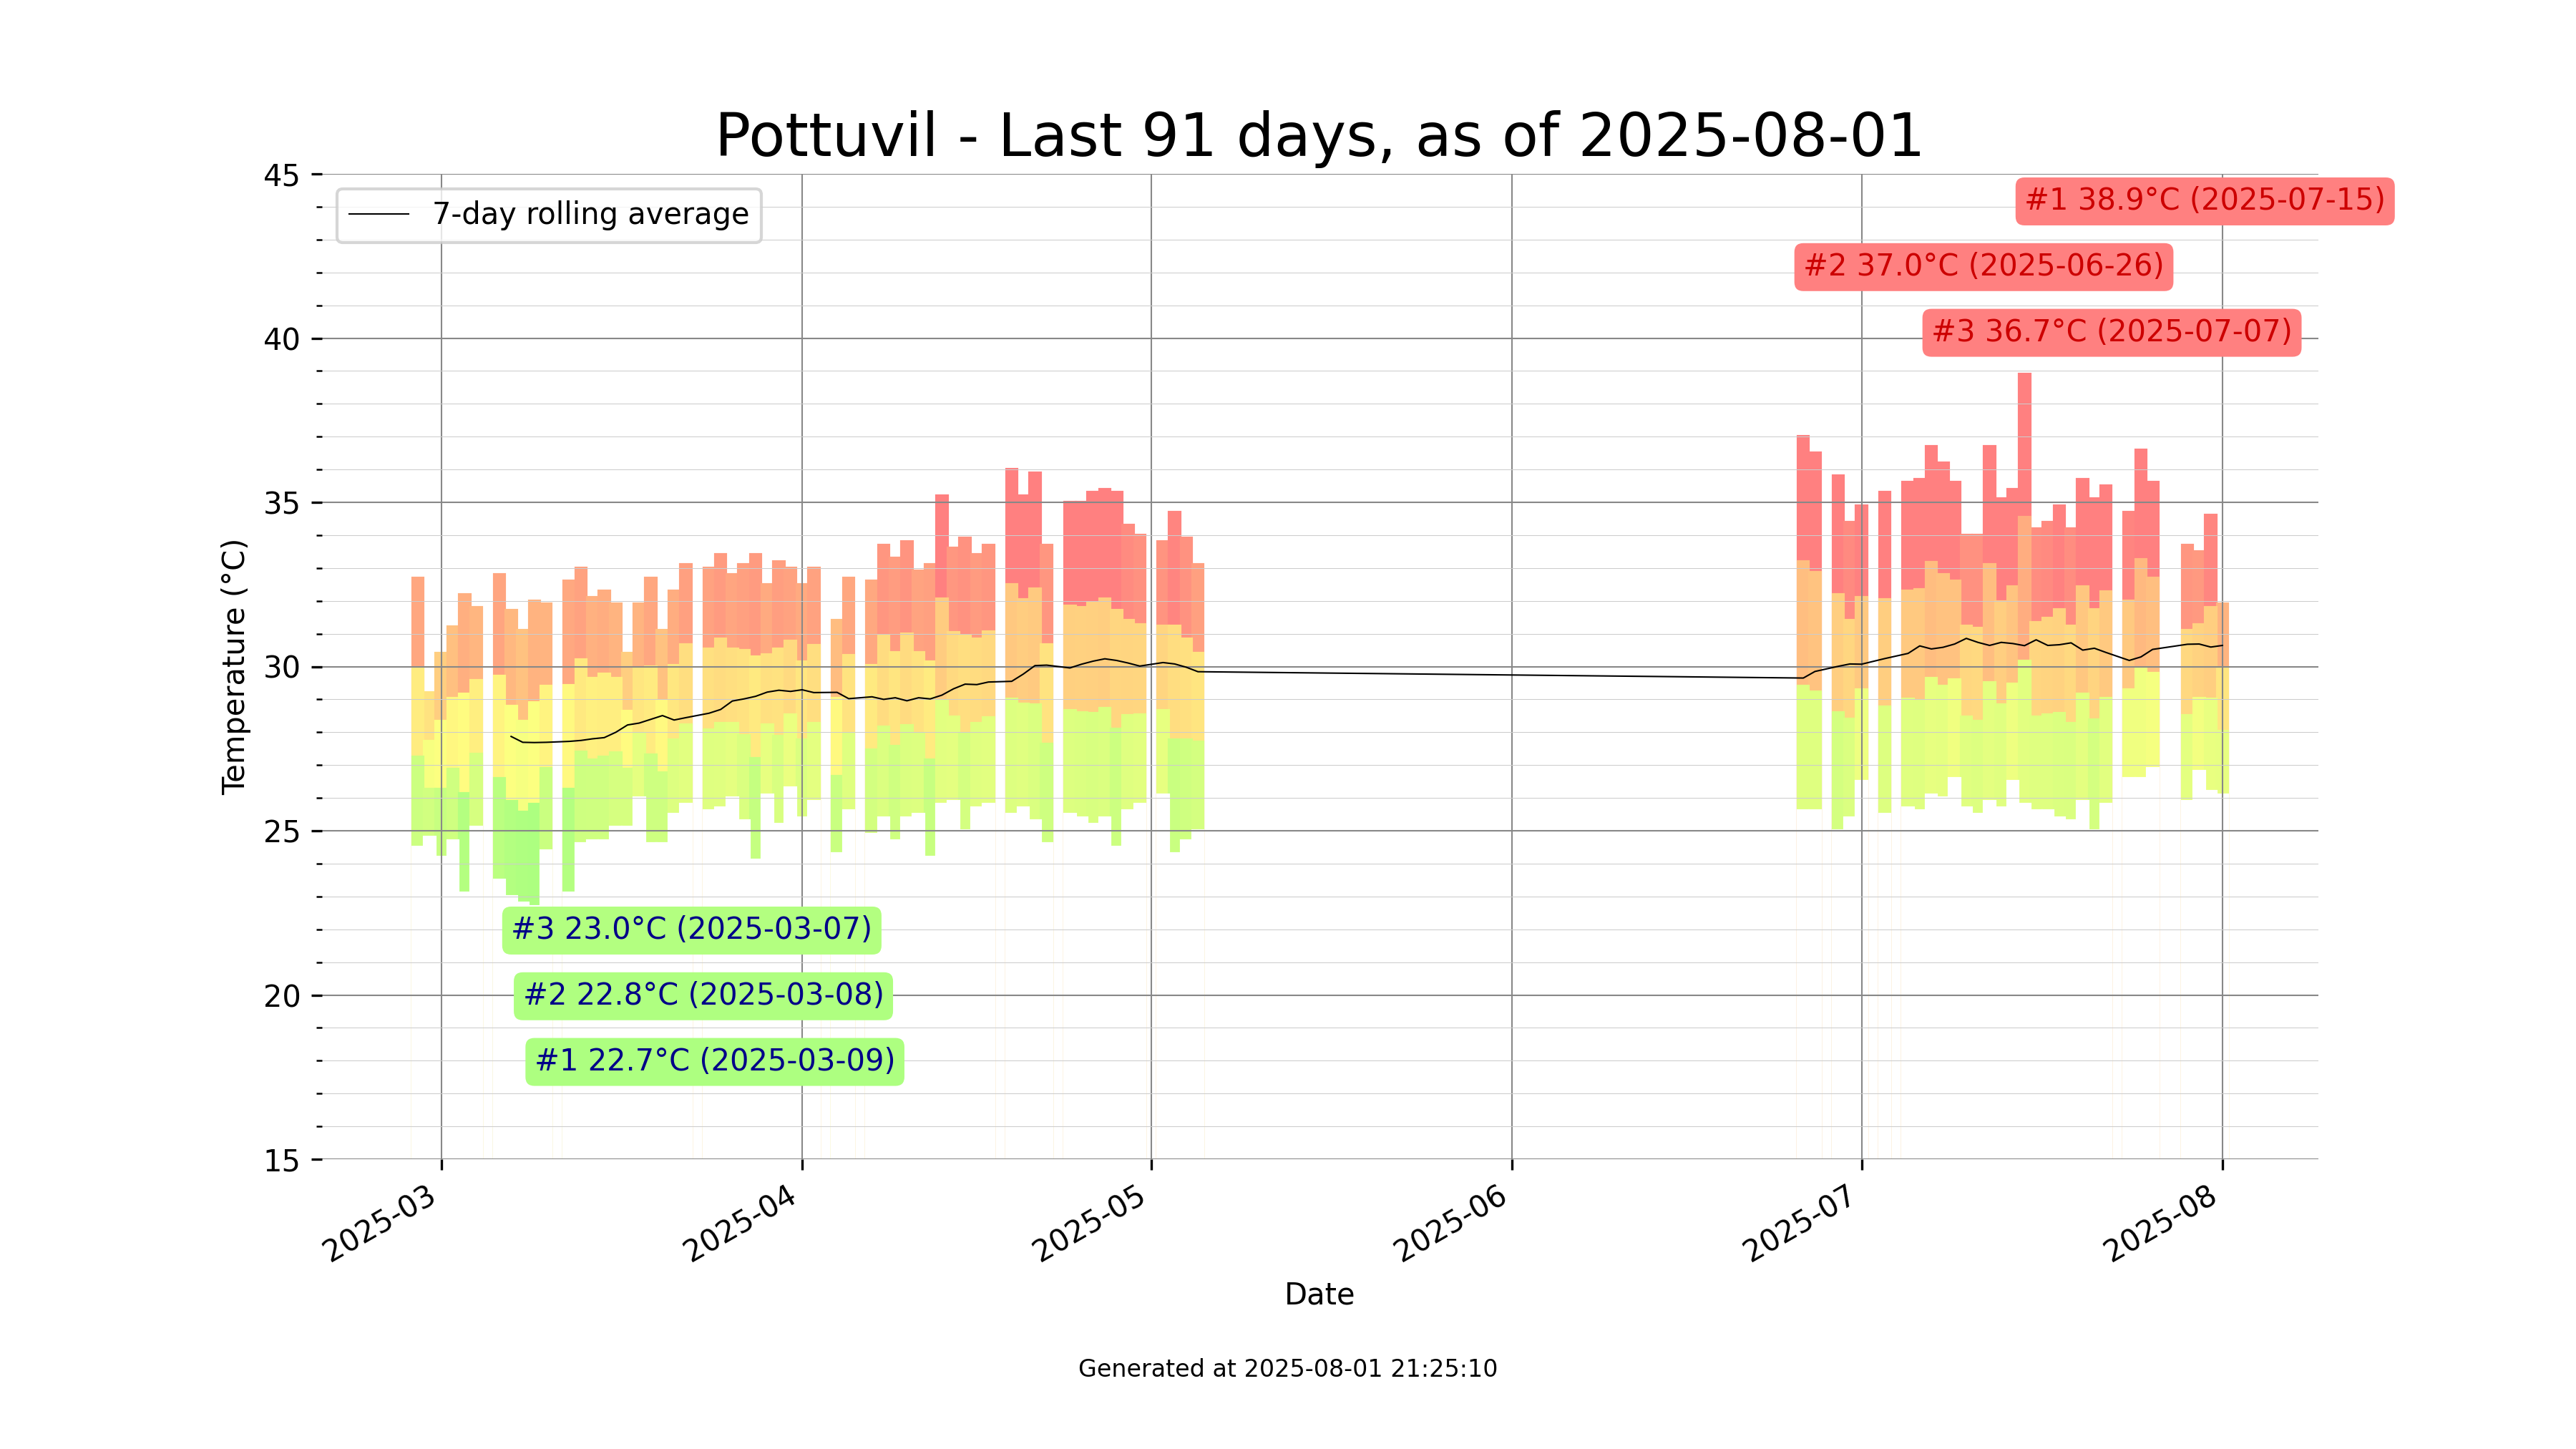 Pottuvil - Last 91 days, as of 2025-08-01
7-day rolling average
#1 38.9°C (2025-07-15)
#2 37.0°C (2025-06-26)
#3 36.7°C (2025-07-07)
#3 23.0°C (2025-03-07)
#2 22.8°C (2025-03-08)
#1 22.7°C (2025-03-09)
Temperature (°C)
45
40
35
30
25
20
15
2025-03
2025-04
2025-05
2025-06
2025-07
2025-08
Date
Generated at 2025-08-01 21:25:10